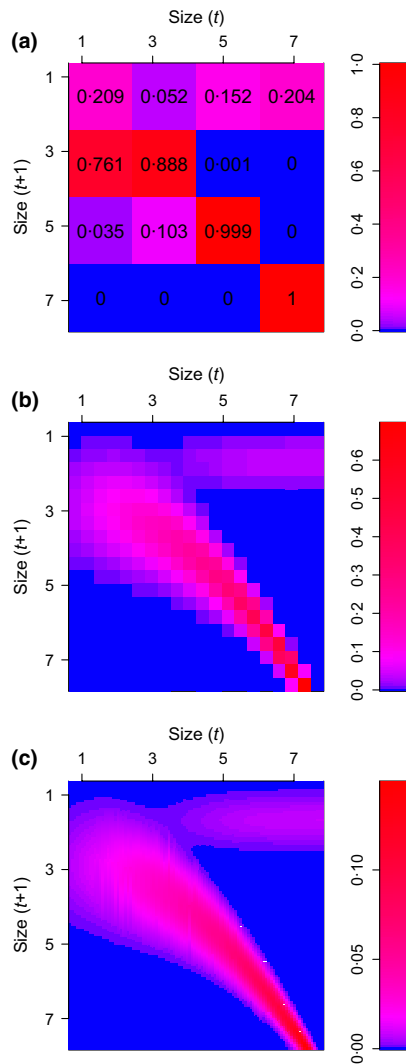 Size (t)
(a)
1 3 5 7
1 0·209 0·052 0·152 0·204
3 0·761 0·888 0·001 0
5 0·035 0·103 0·999 0
7 0 0 0 1
Size (t+1)
0·0 0·2 0·4 0·6 0·8 1·0
Size (t)
(b)
1 3 5 7
1
3
5
7
Size (t+1)
0·0 0·1 0·2 0·3 0·4 0·5 0·6
Size (t)
(c)
1 3 5 7
1
3
5
7
Size (t+1)
0·00 0·05 0·10